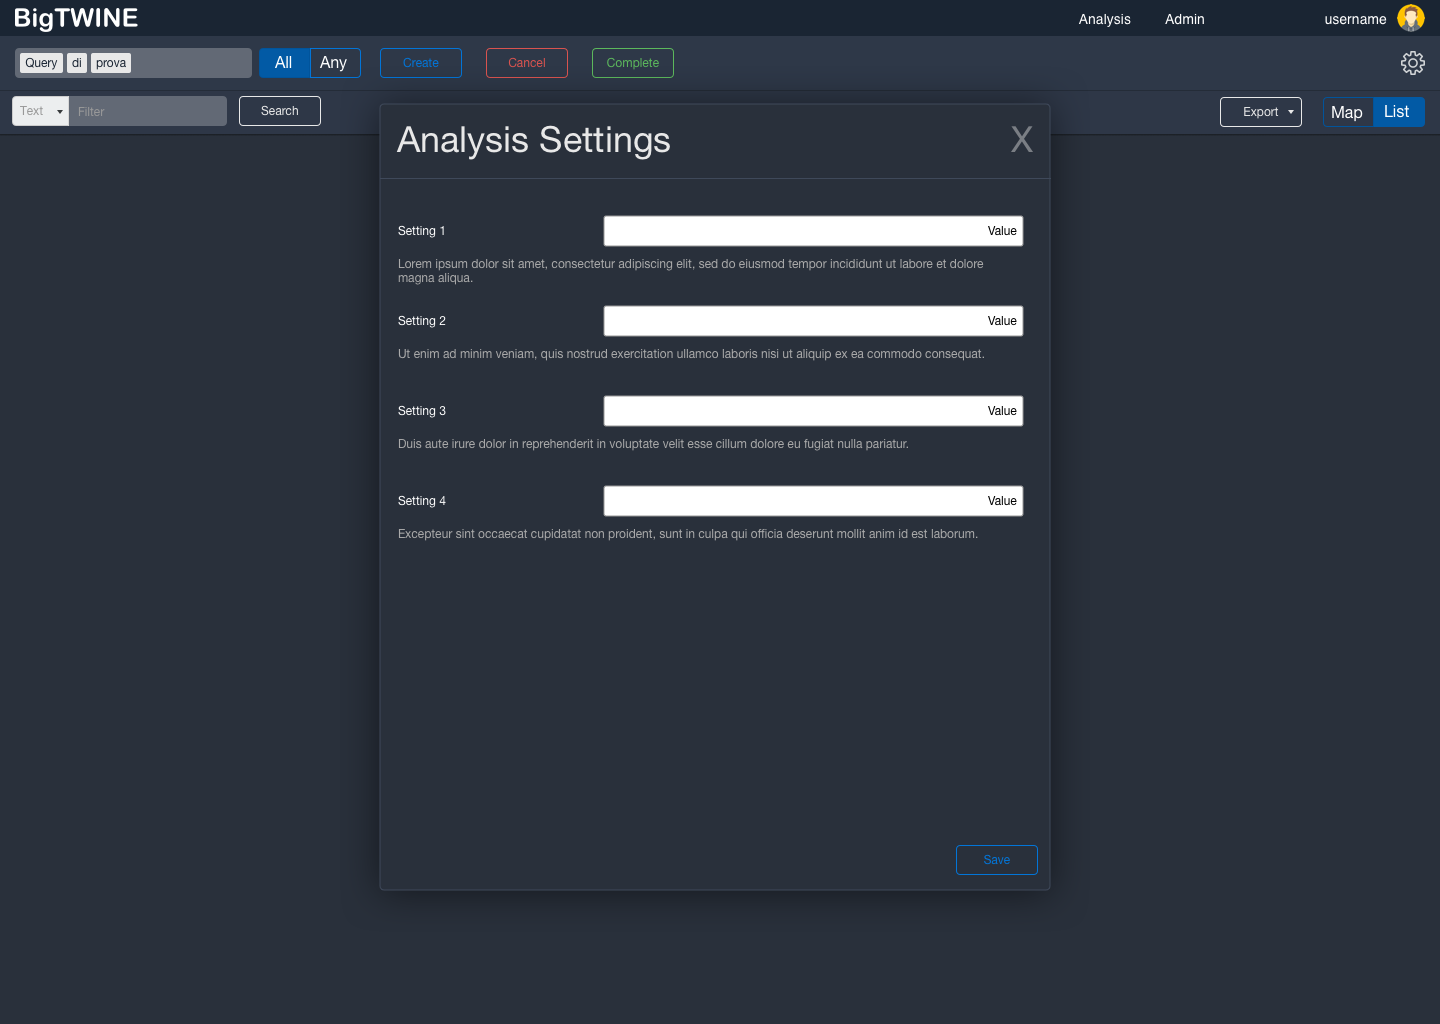 BigTWINE
Analysis Admin username
Query di prova All Any Create Cancel Complete
Text Filter Search Export Map List
Analysis Settings X
Setting 1 Value
Lorem ipsum dolor sit amet, consectetur adipiscing elit, sed do eiusmod tempor incididunt ut labore et dolore
magna aliqua.
Setting 2 Value
Ut enim ad minim veniam, quis nostrud exercitation ullamco laboris nisi ut aliquip ex ea commodo consequat.
Setting 3 Value
Duis aute irure dolor in reprehenderit in voluptate velit esse cillum dolore eu fugiat nulla pariatur.
Setting 4 Value
Excepteur sint occaecat cupidatat non proident, sunt in culpa qui officia deserunt mollit anim id est laborum.
Save